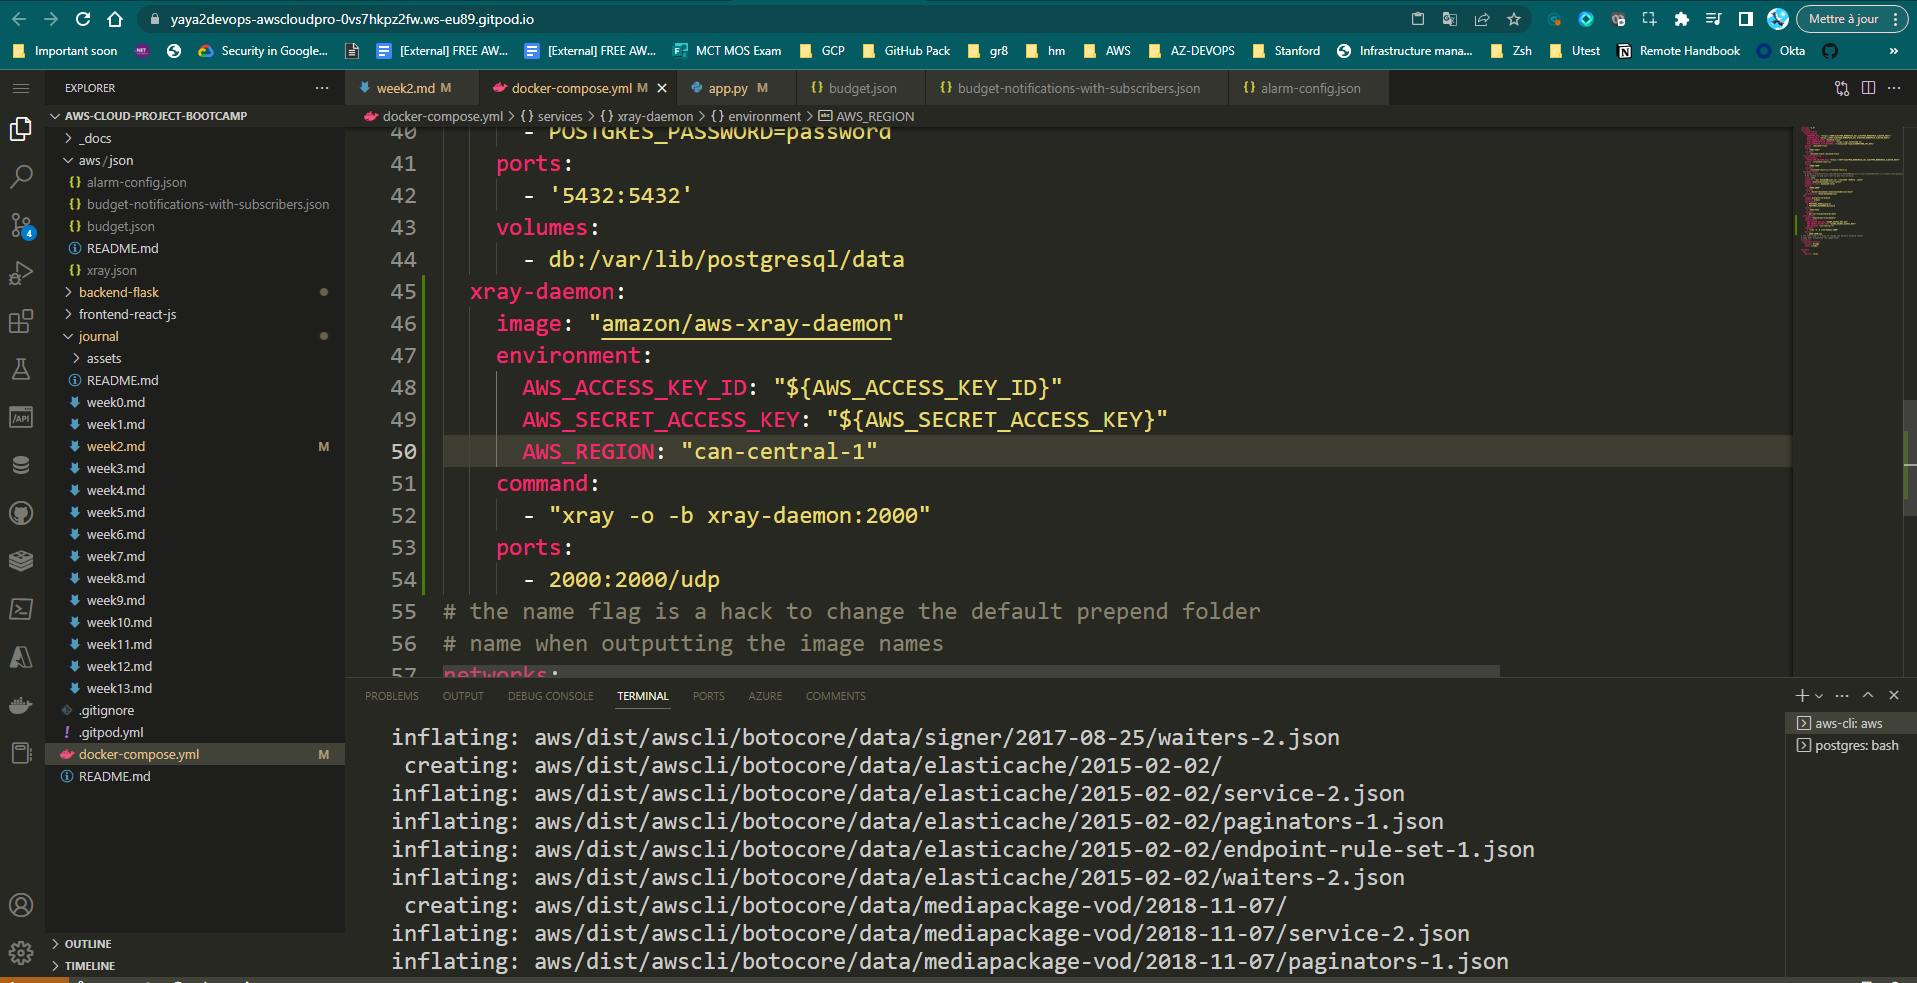 yaya2devops-awscloudpro-0vs7hkpz2fw.ws-eu89.gitpod.io
Mettre à jour
Important soon
Security in Google...
[External] FREE AW...
[External] FREE AW...
MCT MOS Exam
GCP
GitHub Pack
gr8
hm
AWS
AZ-DEVOPS
Stanford
Infrastructure mana...
Zsh
Utest
Remote Handbook
Okta
»
EXPLORER
week2.md M
docker-compose.yml M
app.py M
budget.json
budget-notifications-with-subscribers.json
alarm-config.json
docker-compose.yml > {} services > {} xray-daemon > {} environment > AWS_REGION
AWS-CLOUD-PROJECT-BOOTCAMP
_docs
aws/json
alarm-config.json
budget-notifications-with-subscribers.json
budget.json
README.md
xray.json
backend-flask
frontend-react-js
journal
assets
README.md
week0.md
week1.md
week2.md M
week3.md
week4.md
week5.md
week6.md
week7.md
week8.md
week9.md
week10.md
week11.md
week12.md
week13.md
.gitignore
.gitpod.yml
docker-compose.yml M
README.md
OUTLINE
TIMELINE
4
/API
40 - POSTGRES_PASSWORD=password
41 ports:
42 - '5432:5432'
43 volumes:
44 - db:/var/lib/postgresql/data
45 xray-daemon:
46 image: "amazon/aws-xray-daemon"
47 environment:
48 AWS_ACCESS_KEY_ID: "${AWS_ACCESS_KEY_ID}"
49 AWS_SECRET_ACCESS_KEY: "${AWS_SECRET_ACCESS_KEY}"
50 AWS_REGION: "can-central-1"
51 command:
52 - "xray -o -b xray-daemon:2000"
53 ports:
54 - 2000:2000/udp
55 # the name flag is a hack to change the default prepend folder
56 # name when outputting the image names
57 networks:
PROBLEMS OUTPUT DEBUG CONSOLE TERMINAL PORTS AZURE COMMENTS
aws-cli: aws
postgres: bash
inflating: aws/dist/awscli/botocore/data/signer/2017-08-25/waiters-2.json
creating: aws/dist/awscli/botocore/data/elasticache/2015-02-02/
inflating: aws/dist/awscli/botocore/data/elasticache/2015-02-02/service-2.json
inflating: aws/dist/awscli/botocore/data/elasticache/2015-02-02/paginators-1.json
inflating: aws/dist/awscli/botocore/data/elasticache/2015-02-02/endpoint-rule-set-1.json
inflating: aws/dist/awscli/botocore/data/elasticache/2015-02-02/waiters-2.json
creating: aws/dist/awscli/botocore/data/mediapackage-vod/2018-11-07/
inflating: aws/dist/awscli/botocore/data/mediapackage-vod/2018-11-07/service-2.json
inflating: aws/dist/awscli/botocore/data/mediapackage-vod/2018-11-07/paginators-1.json